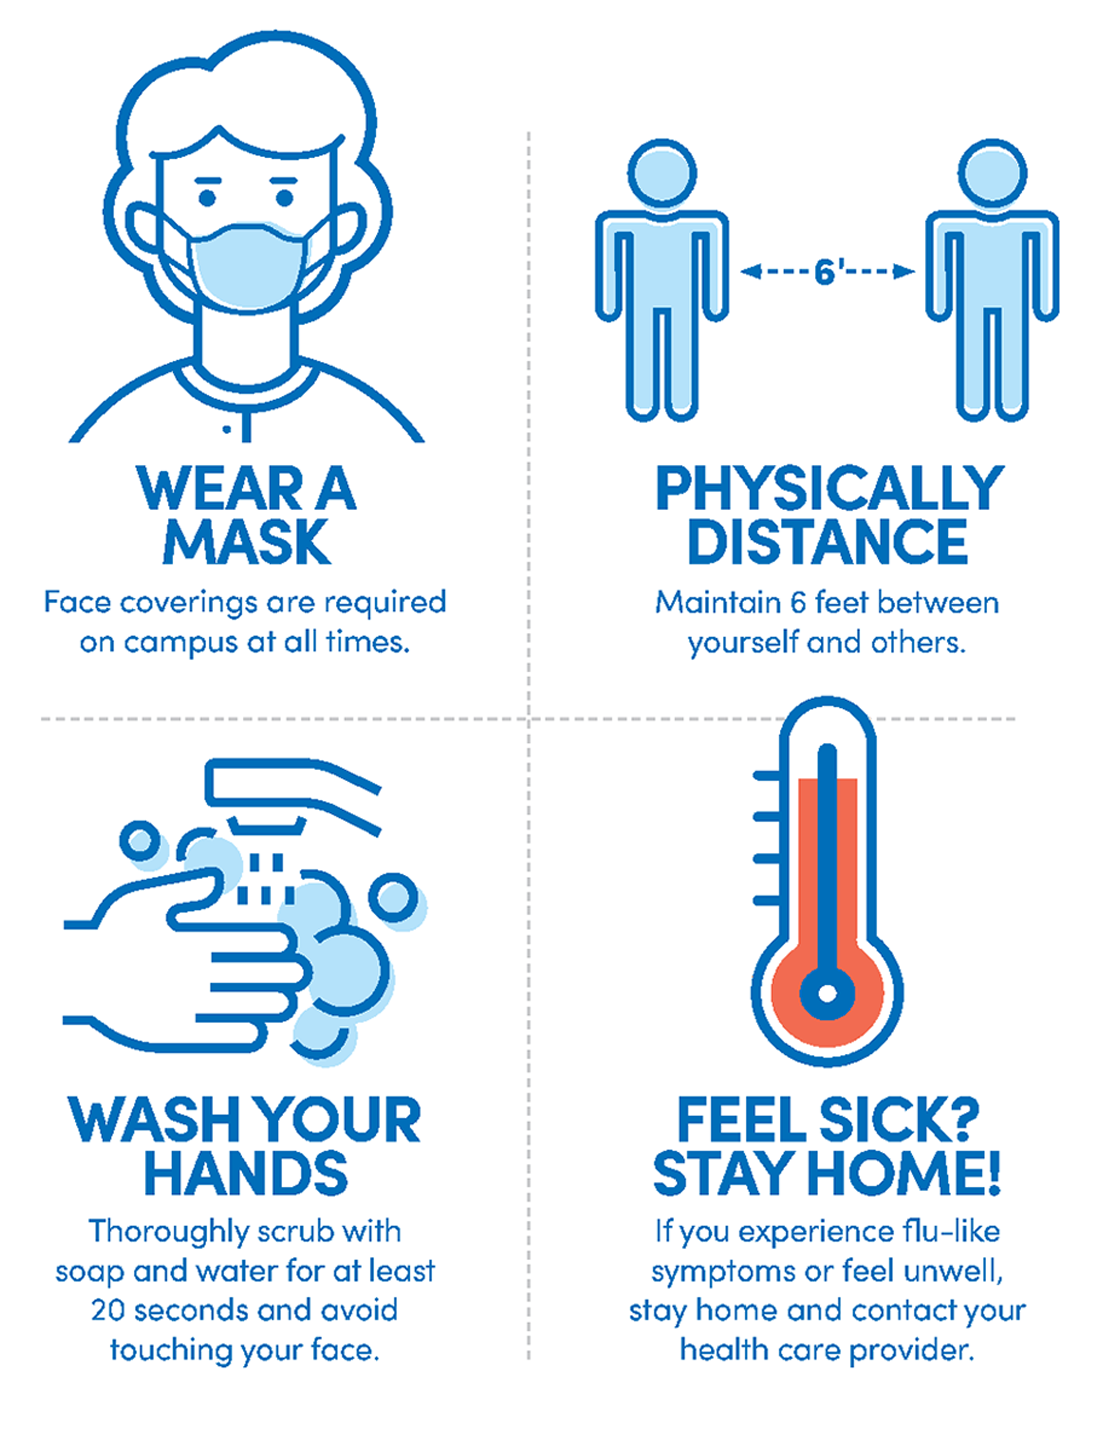 WEAR A
MASK
Face coverings are required
on campus at all times.
6'
PHYSICALLY
DISTANCE
Maintain 6 feet between
yourself and others.
WASH YOUR
HANDS
Thoroughly scrub with
soap and water for at least
20 seconds and avoid
touching your face.
FEEL SICK?
STAY HOME!
If you experience flu-like
symptoms or feel unwell,
stay home and contact your
health care provider.